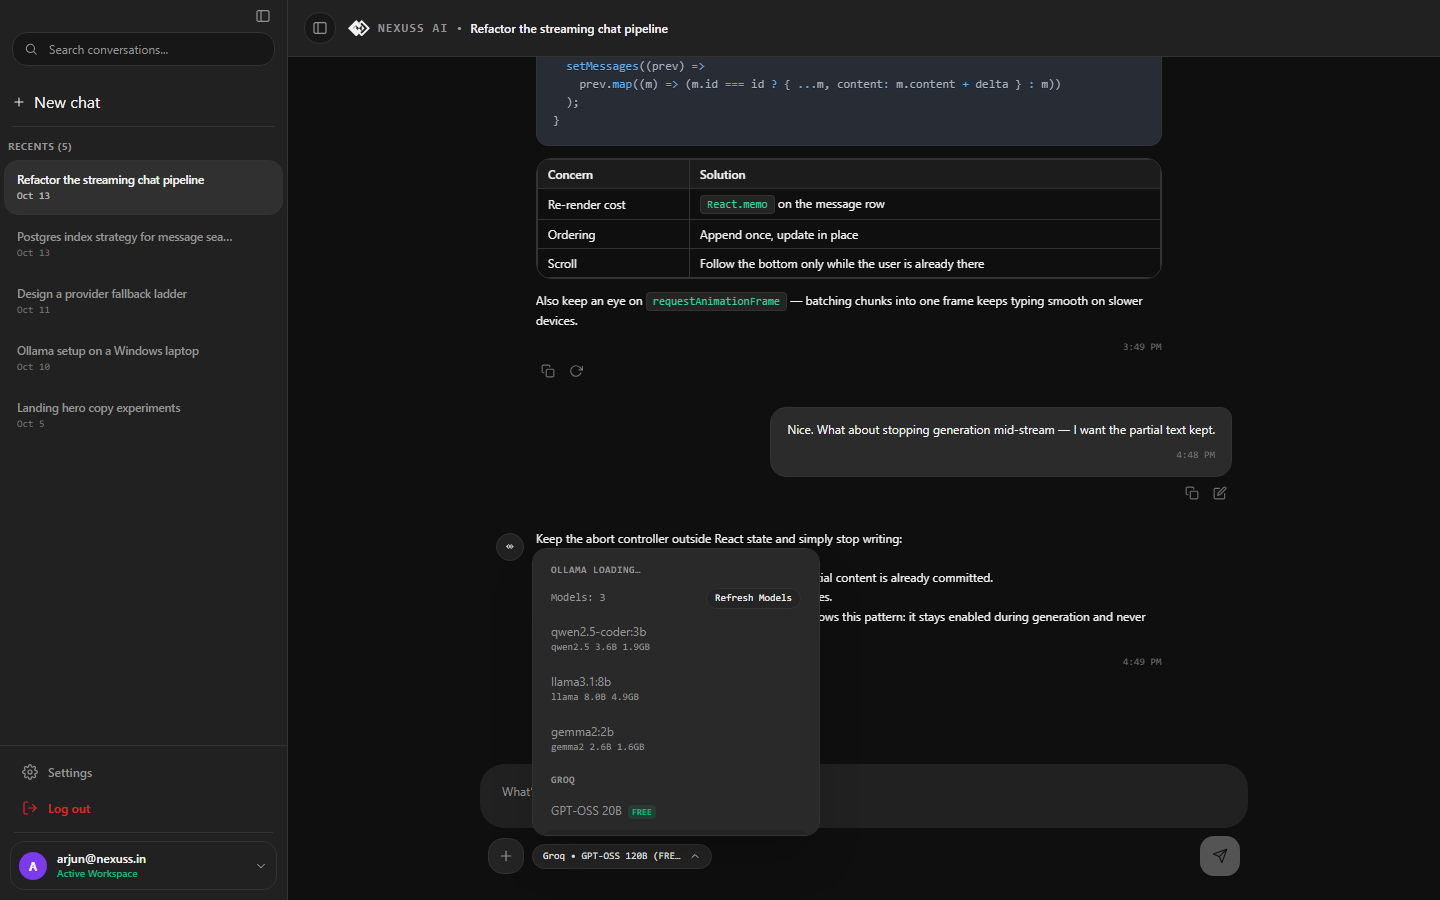 Search conversations...
+ New chat
RECENTS (5)
Refactor the streaming chat pipeline
Oct 13
Postgres index strategy for message sea...
Oct 13
Design a provider fallback ladder
Oct 11
Ollama setup on a Windows laptop
Oct 10
Landing hero copy experiments
Oct 5
Settings
Log out
A
arjun@nexuss.in
Active Workspace
NEXUSS AI • Refactor the streaming chat pipeline
setMessages((prev) =>
prev.map((m) => (m.id === id ? { ...m, content: m.content + delta } : m))
);
}
Concern Solution
Re-render cost React.memo on the message row
Ordering Append once, update in place
Scroll Follow the bottom only while the user is already there
Also keep an eye on requestAnimationFrame — batching chunks into one frame keeps typing smooth on slower
devices.
3:49 PM
Nice. What about stopping generation mid-stream — I want the partial text kept.
4:48 PM
Keep the abort controller outside React state and simply stop writing:
ial content is already committed.
es.
ows this pattern: it stays enabled during generation and never
4:49 PM
OLLAMA LOADING…
Models: 3 Refresh Models
qwen2.5-coder:3b
qwen2.5 3.6B 1.9GB
llama3.1:8b
llama 8.0B 4.9GB
gemma2:2b
gemma2 2.6B 1.6GB
GROQ
GPT-OSS 20B FREE
What'
Groq • GPT-OSS 120B (FRE…